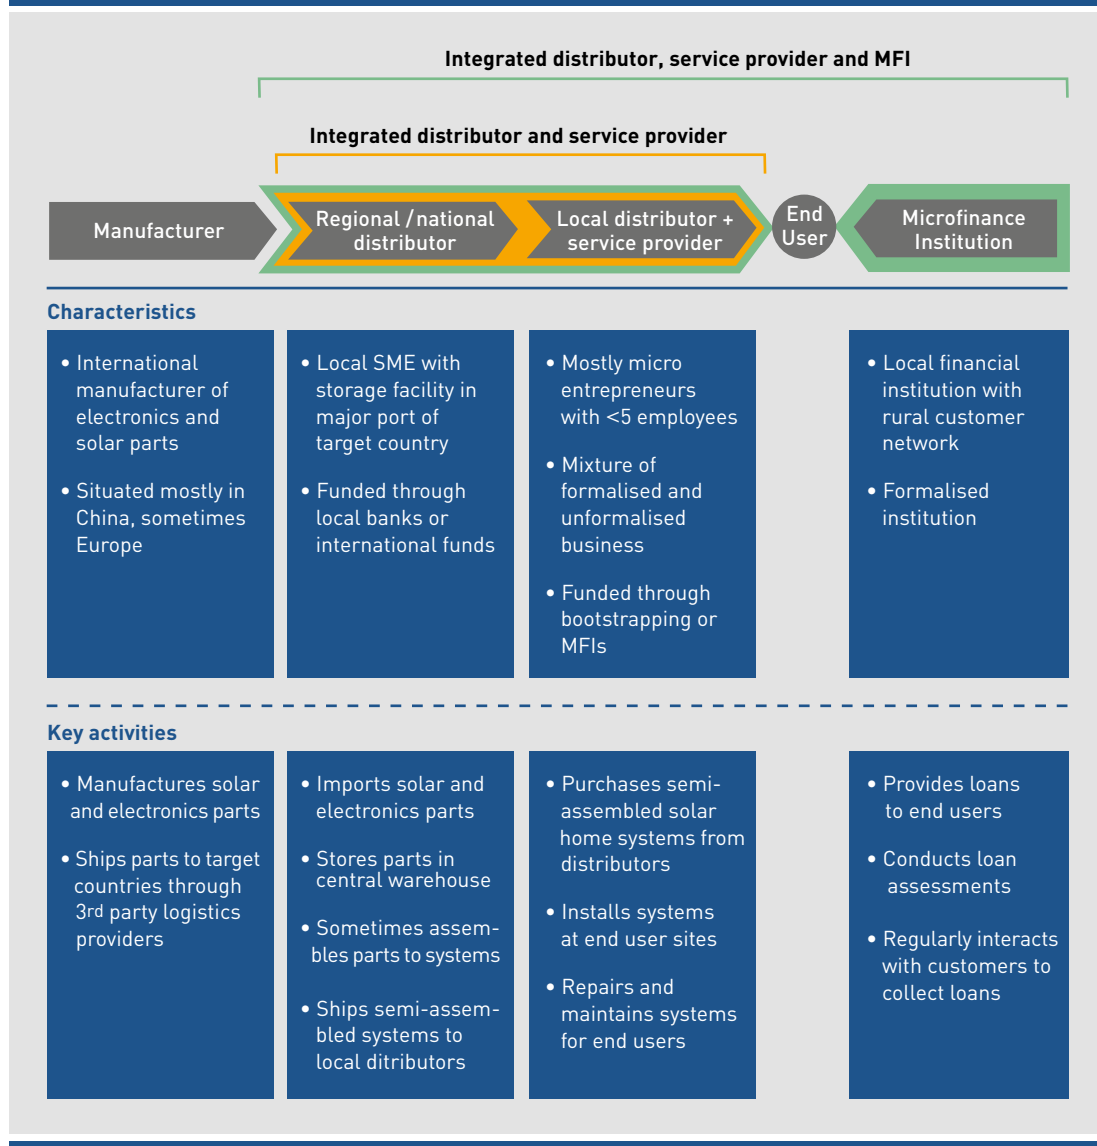 Integrated distributor, service provider and MFI
Integrated distributor and service provider
Manufacturer
Regional / national
distributor
Local distributor +
service provider
End
User
Microfinance
Institution
Characteristics
• International
manufacturer of
electronics and
solar parts
• Situated mostly in
China, sometimes
Europe
• Local SME with
storage facility in
major port of
target country
• Funded through
local banks or
international funds
• Mostly micro
entrepreneurs
with <5 employees
• Mixture of
formalised and
unformalised
business
• Funded through
bootstrapping or
MFIs
• Local financial
institution with
rural customer
network
• Formalised
institution
Key activities
• Manufactures solar
and electronics parts
• Ships parts to target
countries through
3rd party logistics
providers
• Imports solar and
electronics parts
• Stores parts in
central warehouse
• Sometimes assem-
bles parts to systems
• Ships semi-assem-
bled systems to
local ditributors
• Purchases semi-
assembled solar
home systems from
distributors
• Installs systems
at end user sites
• Repairs and
maintains systems
for end users
• Provides loans
to end users
• Conducts loan
assessments
• Regularly interacts
with customers to
collect loans